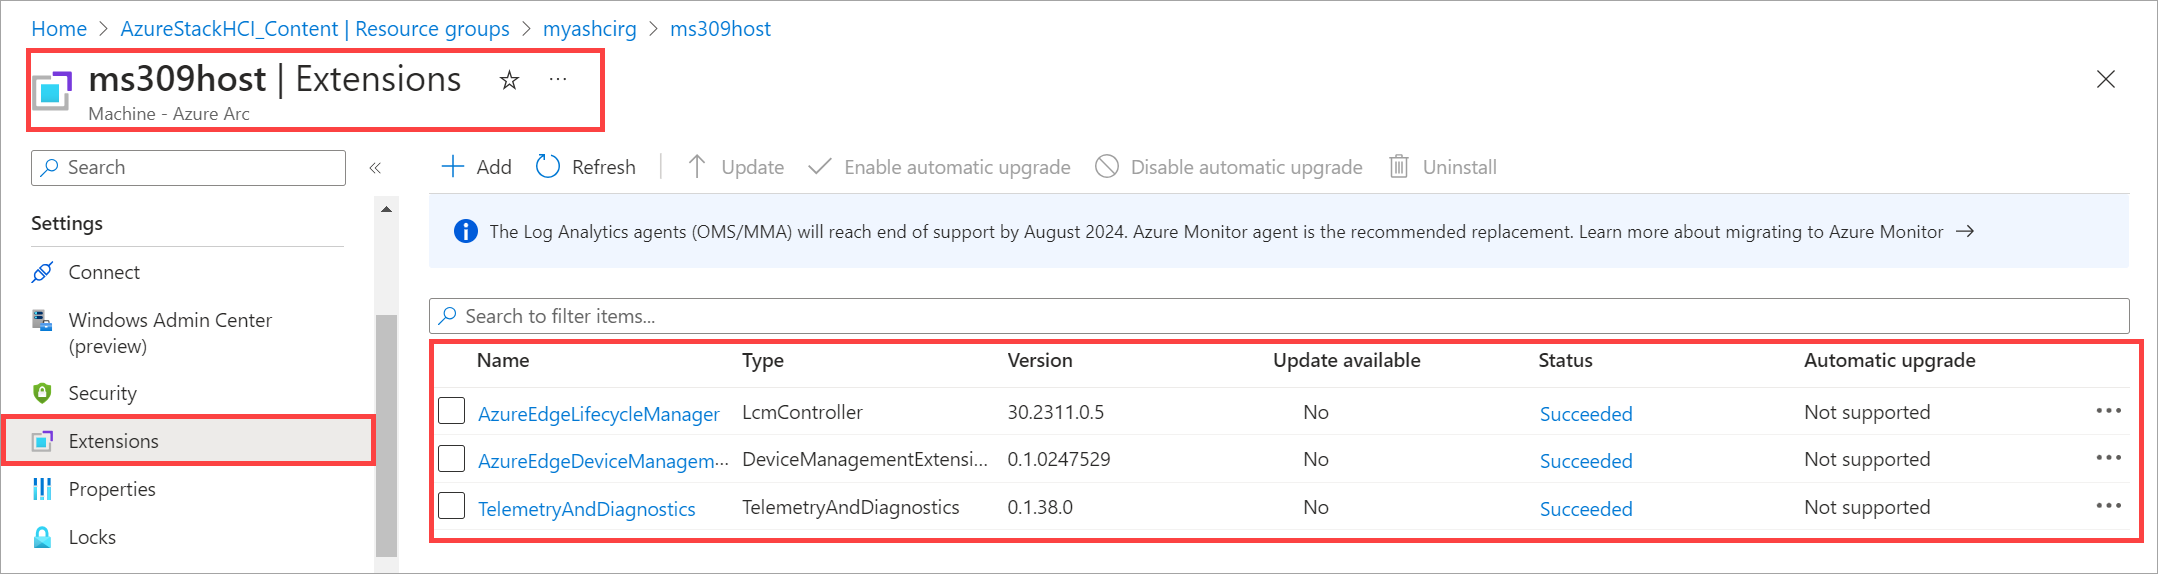 Home > AzureStackHCI_Content | Resource groups > myashcirg > ms309host
ms309host | Extensions ☆ ···
Machine - Azure Arc
Search «
Add Refresh | Update Enable automatic upgrade Disable automatic upgrade Uninstall
Settings
Connect
Windows Admin Center
(preview)
Security
Extensions
Properties
Locks
The Log Analytics agents (OMS/MMA) will reach end of support by August 2024. Azure Monitor agent is the recommended replacement. Learn more about migrating to Azure Monitor →
Search to filter items...
Name Type Version Update available Status Automatic upgrade
AzureEdgeLifecycleManager LcmController 30.2311.0.5 No Succeeded Not supported ···
AzureEdgeDeviceManagem... DeviceManagementExtensi... 0.1.0247529 No Succeeded Not supported ···
TelemetryAndDiagnostics TelemetryAndDiagnostics 0.1.38.0 No Succeeded Not supported ···